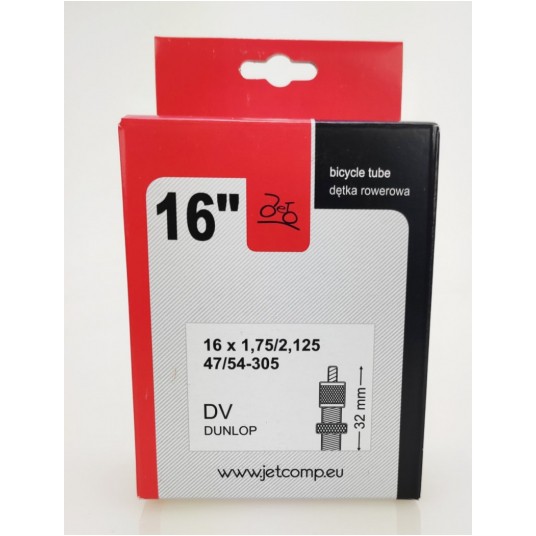 bicycle tube
dętka rowerowa
16"
Jet
16 x 1,75/2,125
47/54-305
DV
DUNLOP
32 mm
www.jetcomp.eu